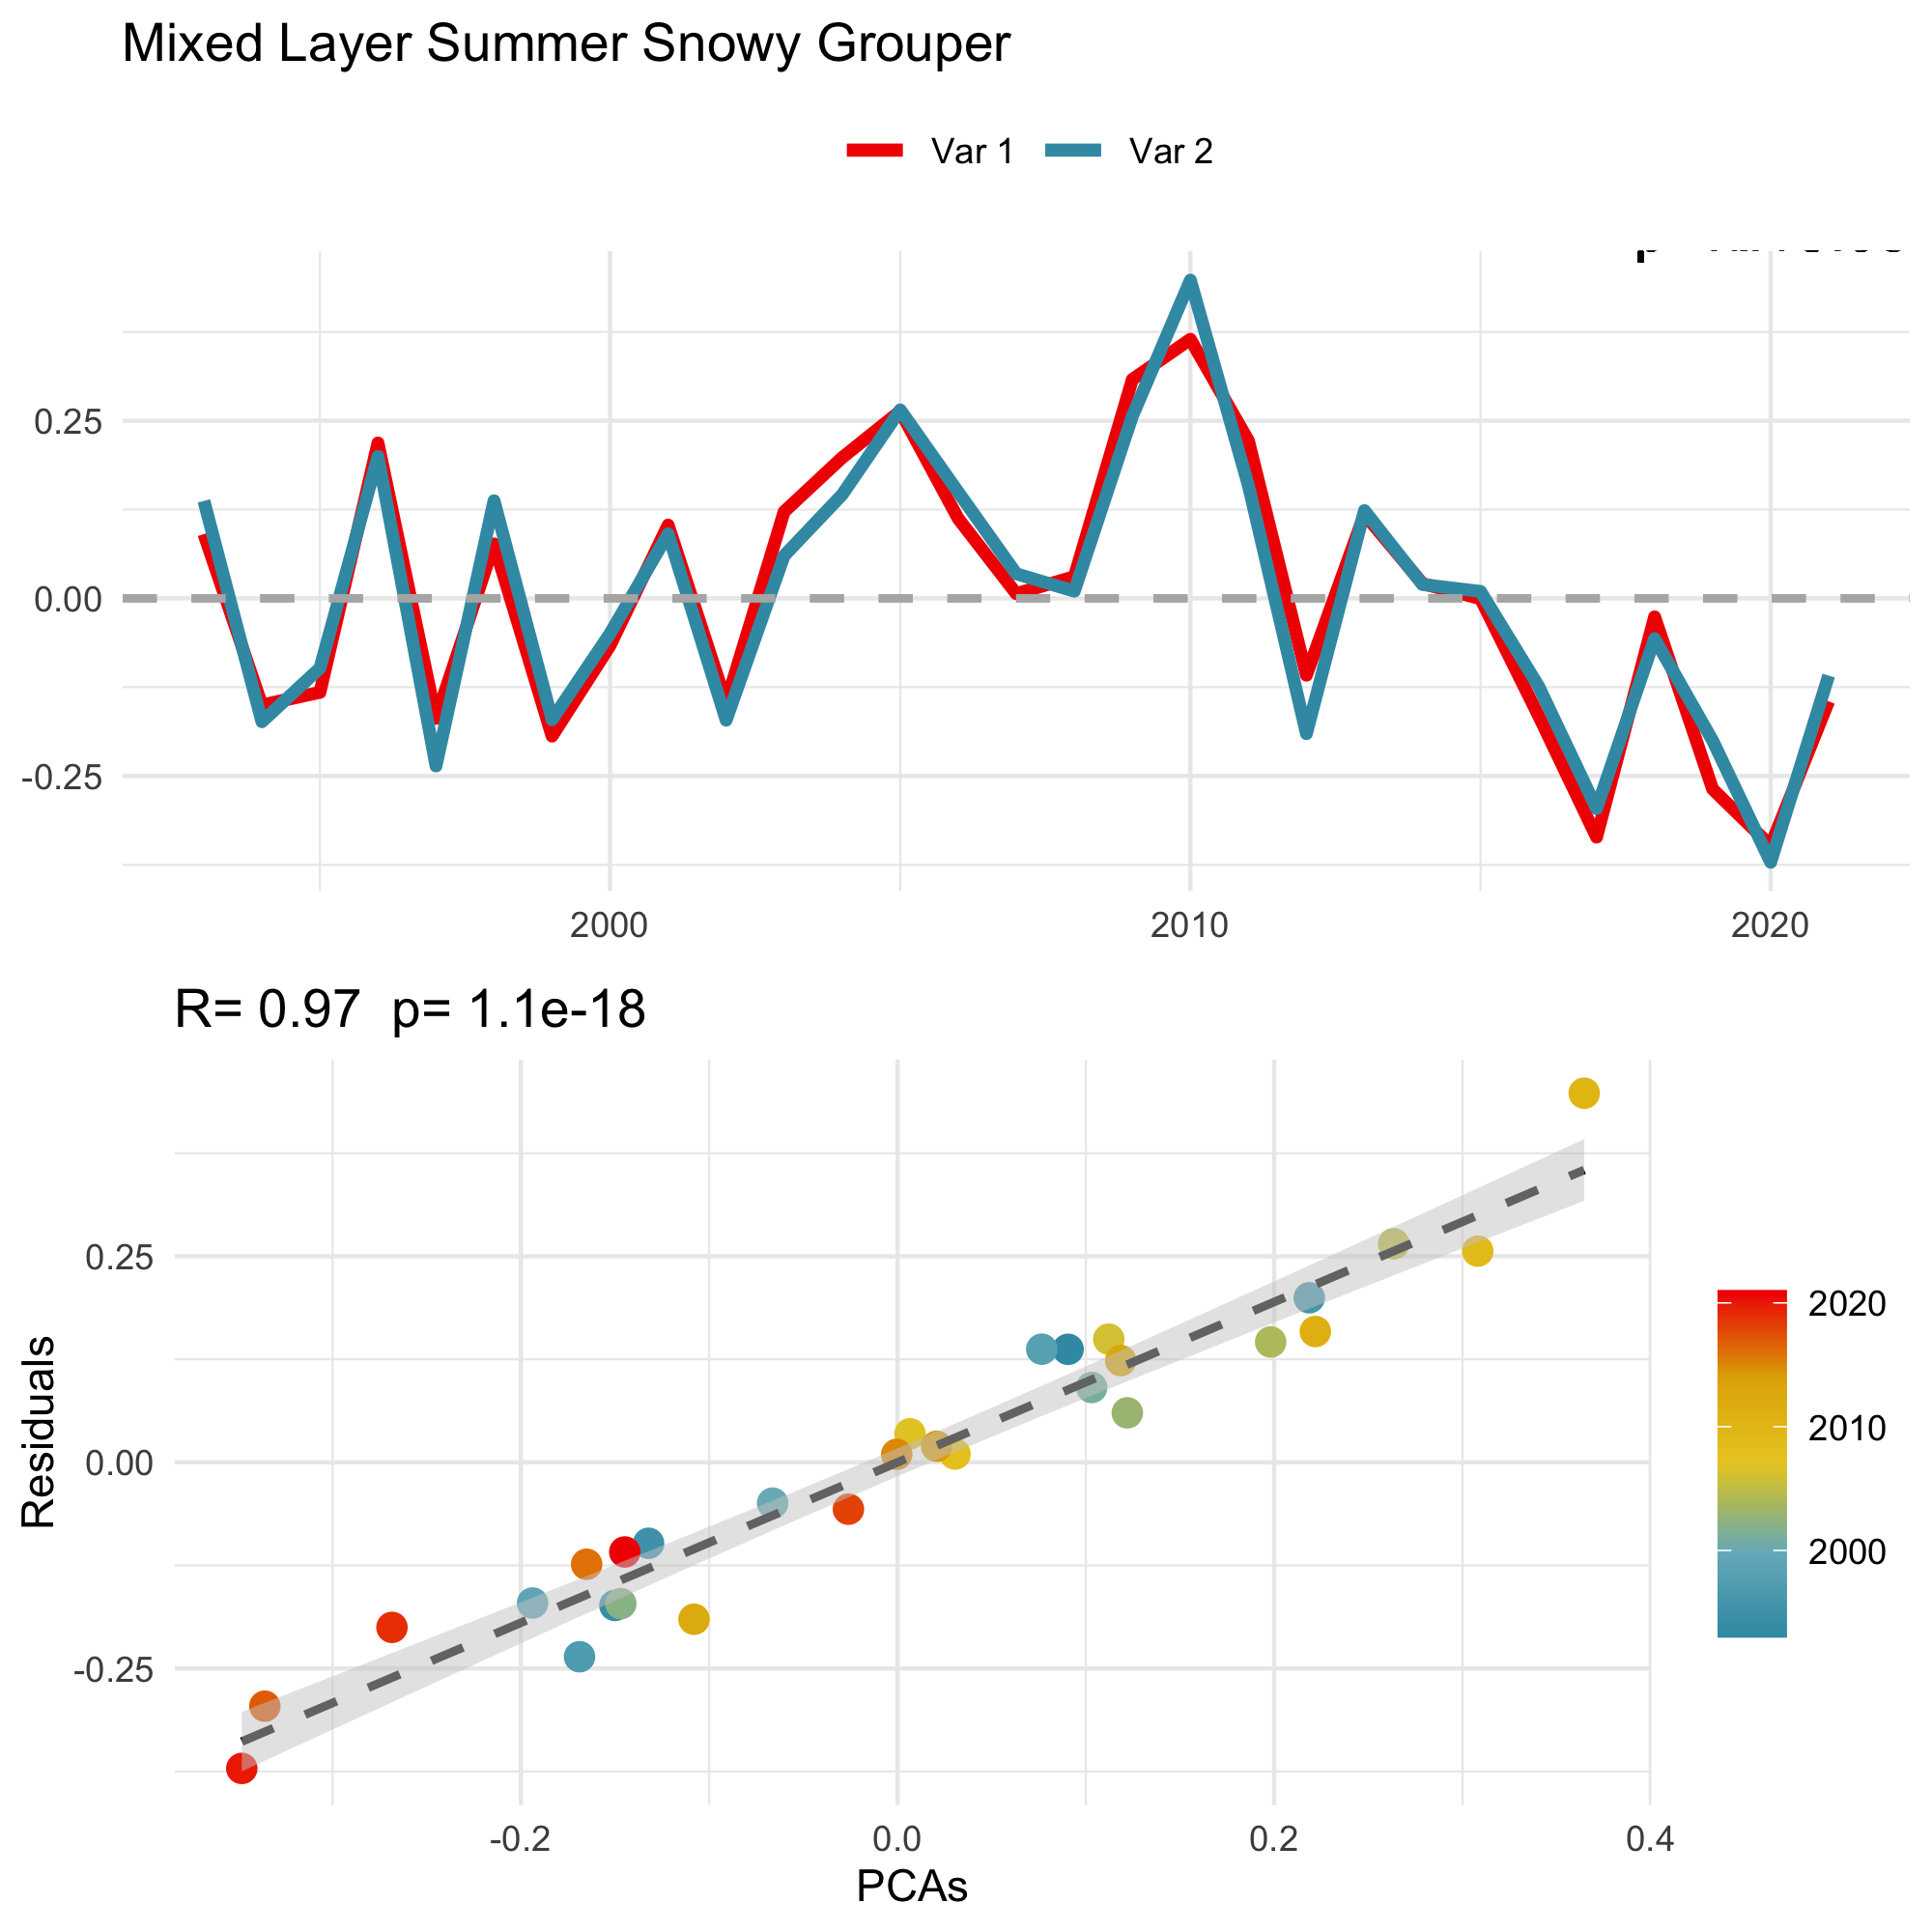 Mixed Layer Summer Snowy Grouper
Var 1 Var 2
0.25
0.00
-0.25
2000 2010 2020
R= 0.97 p= 1.1e-18
Residuals
0.25
0.00
-0.25
-0.2 0.0 0.2 0.4
PCAs
2020
2010
2000